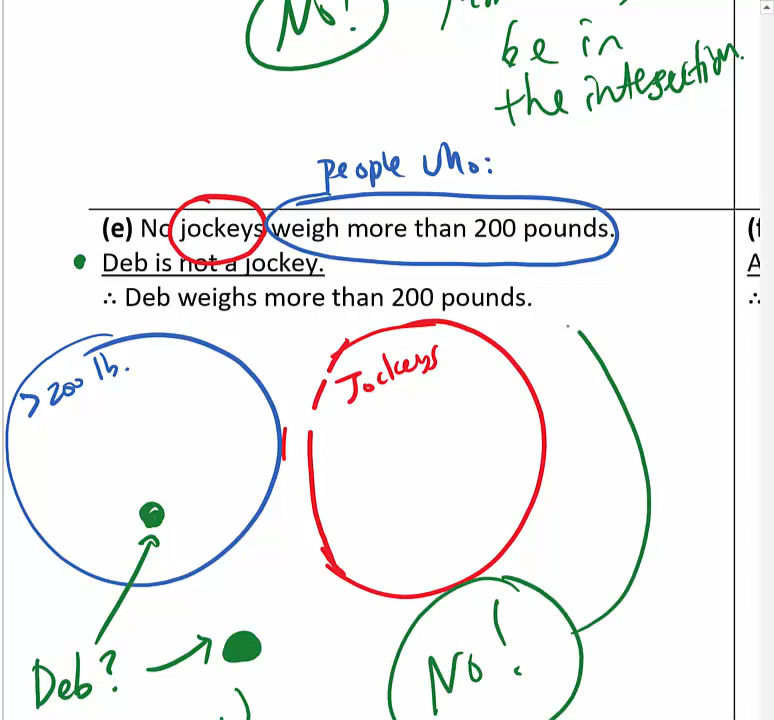 No!
be in
the intesection.
people who:
(e) No jockeys weigh more than 200 pounds.
Deb is not a jockey.
∴ Deb weighs more than 200 pounds.
> 200 lb.
Jockeys
Deb?
No!